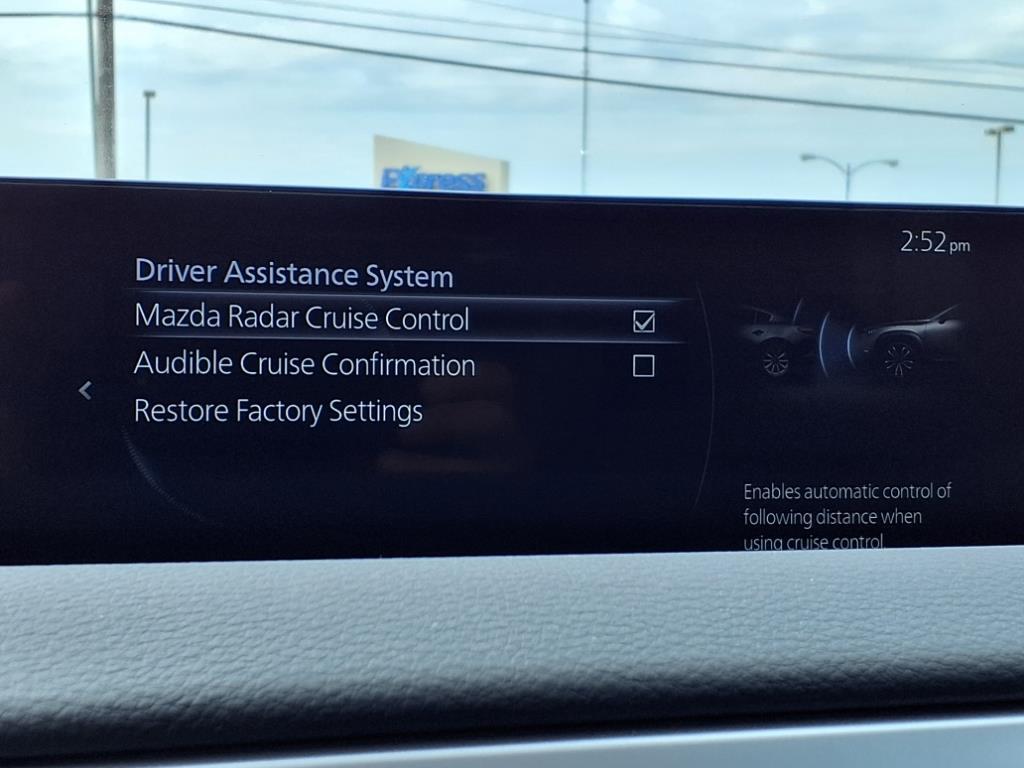 Express
2:52 pm
Driver Assistance System
Mazda Radar Cruise Control
Audible Cruise Confirmation
Restore Factory Settings
Enables automatic control of
following distance when
using cruise control.